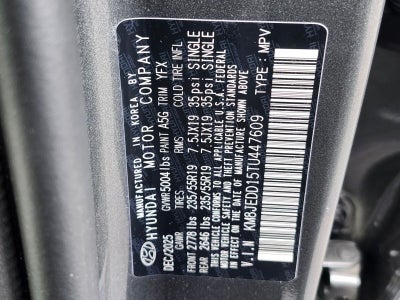 MANUFACTURED IN KOREA BY
HYUNDAI MOTOR COMPANY
DEC/2025 GVWR 5004 lbs PAINT A5G TRIM YFX
GAWR TIRES RIMS COLD TIRE INFL
FRONT 2778 lbs 235/55R19 7.5JX19 35psi SINGLE
REAR 2646 lbs 235/55R19 7.5JX19 35psi SINGLE
THIS VEHICLE CONFORMS TO ALL APPLICABLE U.S.A. FEDERAL
MOTOR VEHICLE SAFETY, BUMPER, AND THEFT PREVENTION STANDARDS
IN EFFECT ON THE DATE OF MANUFACTURE SHOWN ABOVE.
V.I.N KM8JEDD15TU447609 TYPE : MPV